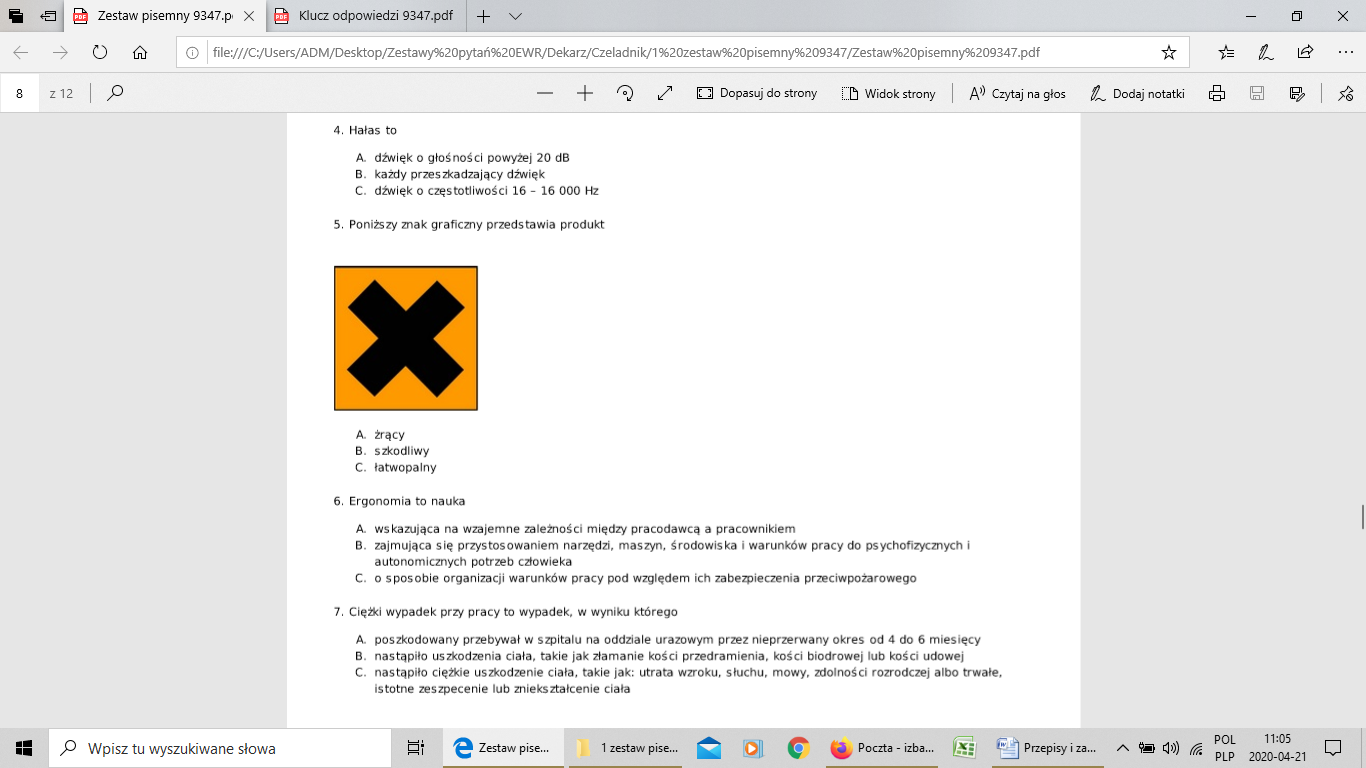 Zestaw pisemny 9347.p
Klucz odpowiedzi 9347.pdf
file:///C:/Users/ADM/Desktop/Zestawy%20pytań%20EWR/Dekarz/Czeladnik/1%20zestaw%20pisemny%209347/Zestaw%20pisemny%209347.pdf
8 z 12
Dopasuj do strony
Widok strony
Czytaj na głos
Dodaj notatki
4. Hałas to
A. dźwięk o głośności powyżej 20 dB
B. każdy przeszkadzający dźwięk
C. dźwięk o częstotliwości 16 – 16 000 Hz
5. Poniższy znak graficzny przedstawia produkt
A. żrący
B. szkodliwy
C. łatwopalny
6. Ergonomia to nauka
A. wskazująca na wzajemne zależności między pracodawcą a pracownikiem
B. zajmująca się przystosowaniem narzędzi, maszyn, środowiska i warunków pracy do psychofizycznych i
autonomicznych potrzeb człowieka
C. o sposobie organizacji warunków pracy pod względem ich zabezpieczenia przeciwpożarowego
7. Ciężki wypadek przy pracy to wypadek, w wyniku którego
A. poszkodowany przebywał w szpitalu na oddziale urazowym przez nieprzerwany okres od 4 do 6 miesięcy
B. nastąpiło uszkodzenia ciała, takie jak złamanie kości przedramienia, kości biodrowej lub kości udowej
C. nastąpiło ciężkie uszkodzenie ciała, takie jak: utrata wzroku, słuchu, mowy, zdolności rozrodczej albo trwałe,
istotne zeszpecenie lub zniekształcenie ciała
Wpisz tu wyszukiwane słowa
Zestaw pise...
1 zestaw pise...
Poczta - izba...
Przepisy i za...
POL
PLP
11:05
2020-04-21